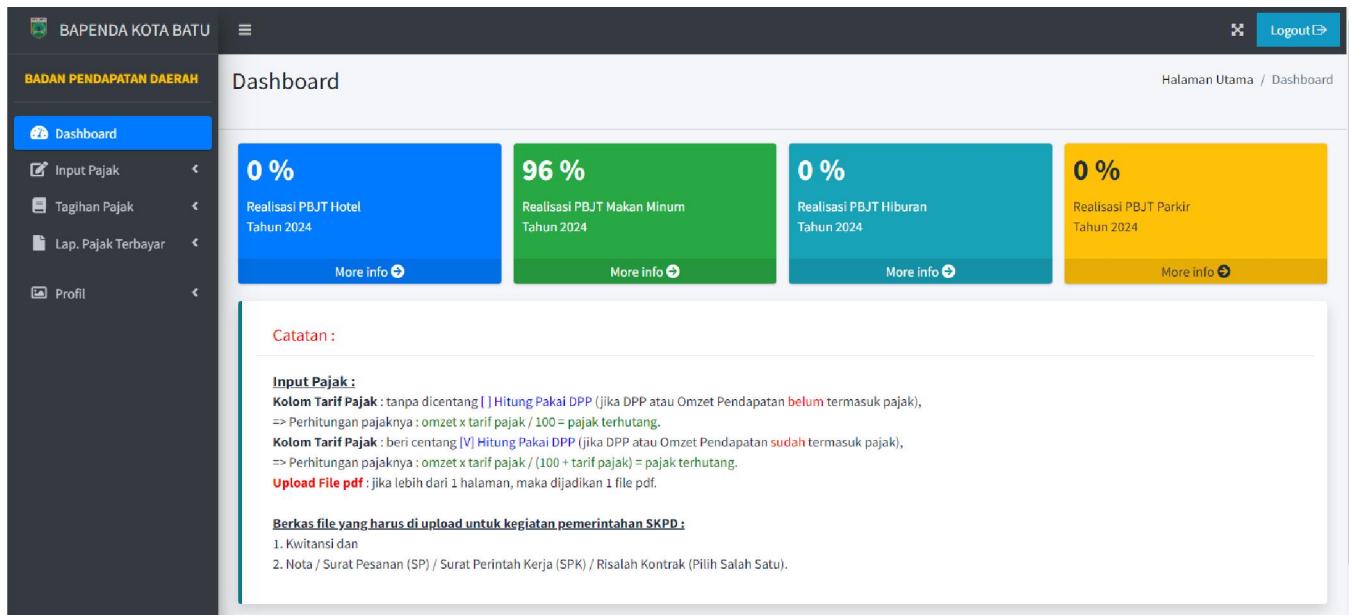 BAPENDA KOTA BATU
Logout
BADAN PENDAPATAN DAERAH
Dashboard
Input Pajak
Tagihan Pajak
Lap. Pajak Terbayar
Profil
Dashboard
Halaman Utama / Dashboard
0 %
Realisasi PBJT Hotel
Tahun 2024
More info
96 %
Realisasi PBJT Makan Minum
Tahun 2024
More info
0 %
Realisasi PBJT Hiburan
Tahun 2024
More info
0 %
Realisasi PBJT Parkir
Tahun 2024
More info
Catatan :
Input Pajak :
Kolom Tarif Pajak : tanpa dicentang [ ] Hitung Pakai DPP (jika DPP atau Omzet Pendapatan belum termasuk pajak),
=> Perhitungan pajaknya : omzet x tarif pajak / 100 = pajak terhutang.
Kolom Tarif Pajak : beri centang [V] Hitung Pakai DPP (jika DPP atau Omzet Pendapatan sudah termasuk pajak),
=> Perhitungan pajaknya : omzet x tarif pajak / (100 + tarif pajak) = pajak terhutang.
Upload File pdf : jika lebih dari 1 halaman, maka dijadikan 1 file pdf.
Berkas file yang harus di upload untuk kegiatan pemerintahan SKPD :
1. Kwitansi dan
2. Nota / Surat Pesanan (SP) / Surat Perintah Kerja (SPK) / Risalah Kontrak (Pilih Salah Satu).